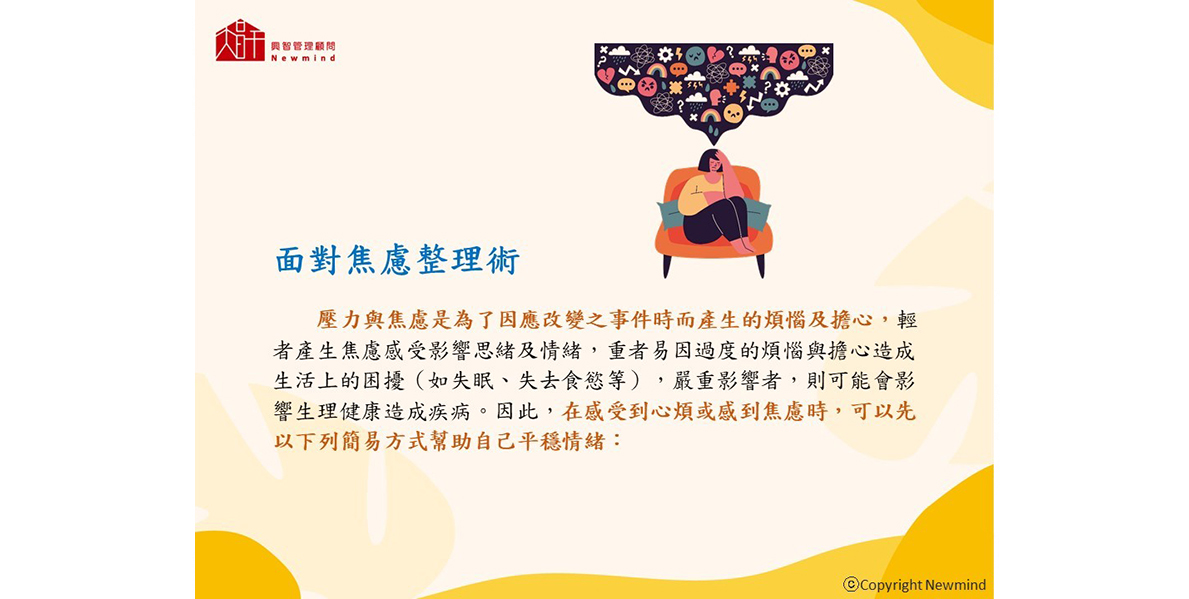 興智管理顧問
Newmind
面對焦慮整理術
壓力與焦慮是為了因應改變之事件時而產生的煩惱及擔心，輕
者產生焦慮感受影響思緒及情緒，重者易因過度的煩惱與擔心造成
生活上的困擾（如失眠、失去食慾等），嚴重影響者，則可能會影
響生理健康造成疾病。因此，在感受到心煩或感到焦慮時，可以先
以下列簡易方式幫助自己平穩情緒：
©Copyright Newmind